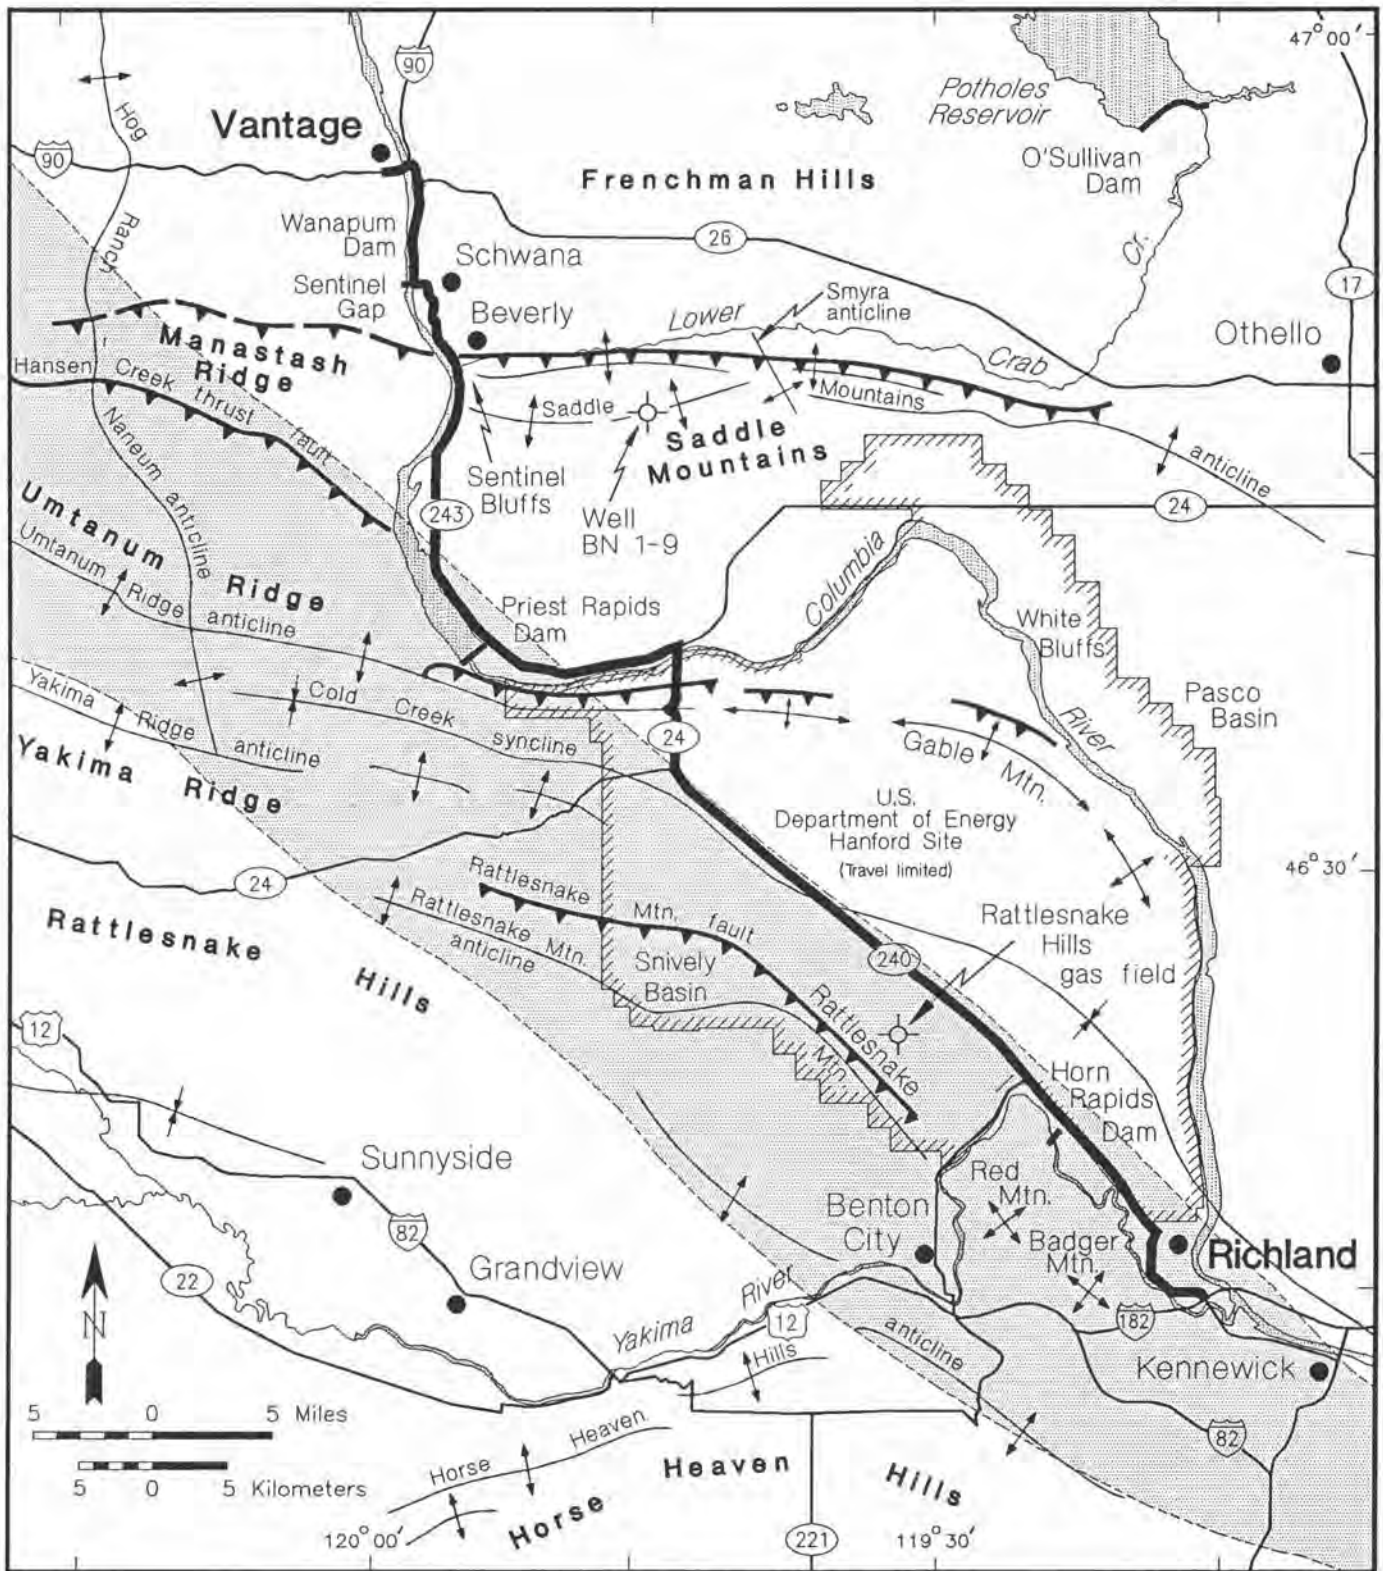 47°00'
90
Potholes
Reservoir
Hog
Vantage
90
O'Sullivan
Dam
Frenchman Hills
Ranch
Wanapum
Dam
26
Cr.
Schwana
Sentinel
Gap
17
Smyra
anticline
Beverly
Lower
Othello
Crab
Manastash
Ridge
Hansen Creek thrust fault
Mountains
Saddle
Saddle
Mountains
Naneum anticline
anticline
Sentinel
Bluffs
243
24
Well
BN 1-9
Umtanum
Ridge
Umtanum Ridge anticline
Columbia
Priest Rapids
Dam
White
Bluffs
Yakima Ridge anticline
Cold Creek syncline
River
Pasco
Basin
24
Gable Mtn.
Yakima Ridge
U.S.
Department of Energy
Hanford Site
(Travel limited)
46°30'
24
Rattlesnake Mtn. fault
Rattlesnake Mtn.
anticline
Rattlesnake
Hills
gas field
Rattlesnake
Hills
240
Snively
Basin
Rattlesnake
Mtn.
12
Horn
Rapids
Dam
Sunnyside
Red
Mtn.
Benton
City
82
Badger
Mtn.
Richland
Grandview
22
Yakima River
N
12
182
anticline
Hills
Kennewick
5 0 5 Miles
82
Heaven
Horse
Heaven
Hills
5 0 5 Kilometers
Horse
120°00'
221
119°30'